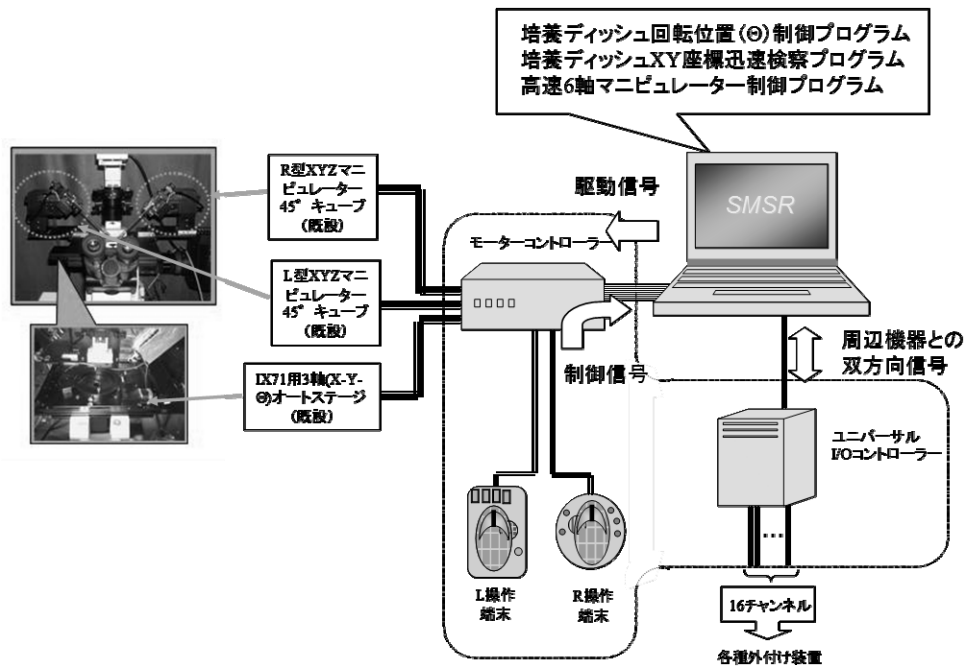 培養ディッシュ回転位置(Θ)制御プログラム
培養ディッシュXY座標迅速検察プログラム
高速6軸マニピュレーター制御プログラム
R型XYZマニ
ピュレーター
45°キューブ
(既設)
L型XYZマニ
ピュレーター
45°キューブ
(既設)
IX71用3軸(X-Y-
Θ)オートステージ
(既設)
駆動信号
モーターコントローラー
SMSR
制御信号
周辺機器との
双方向信号
ユニバーサル
I/Oコントローラー
L操作
端末
R操作
端末
16チャンネル
各種外付け装置